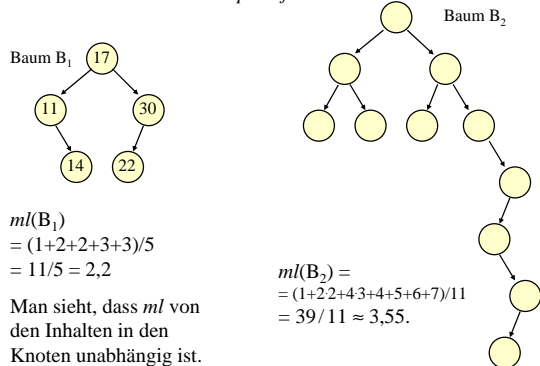 Baum B₁
17
11
30
14
22
ml(B₁)
= (1+2+2+3+3)/5
= 11/5 = 2,2
Man sieht, dass ml von
den Inhalten in den
Knoten unabhängig ist.
Baum B₂
ml(B₂) =
= (1+2·2+4·3+4+5+6+7)/11
= 39/11 ≈ 3,55.